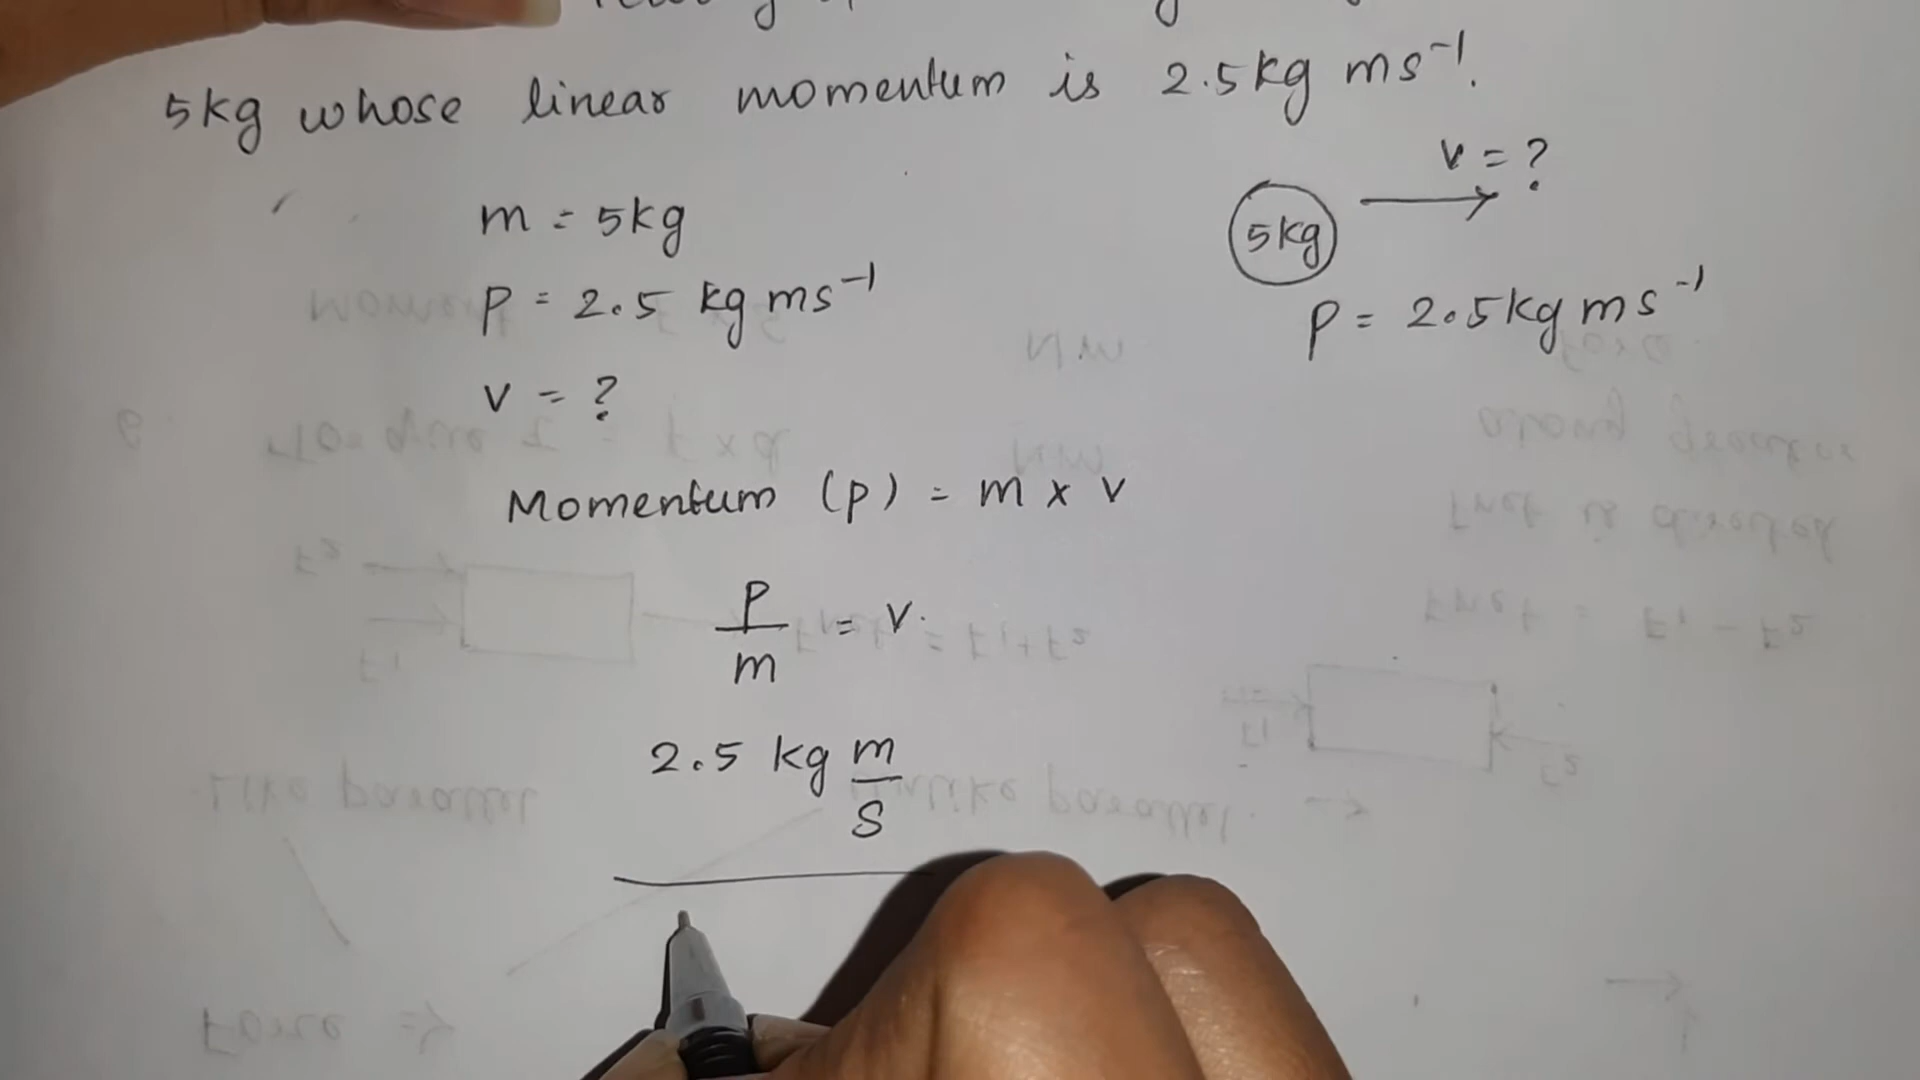 5kg whose linear momentum is 2.5kg ms⁻¹.
v = ?
m = 5kg
5kg
p = 2.5 kg ms⁻¹
p = 2.5kg ms⁻¹
v = ?
Momentum (p) = m x v
p/m = v.
2.5 kg m/s